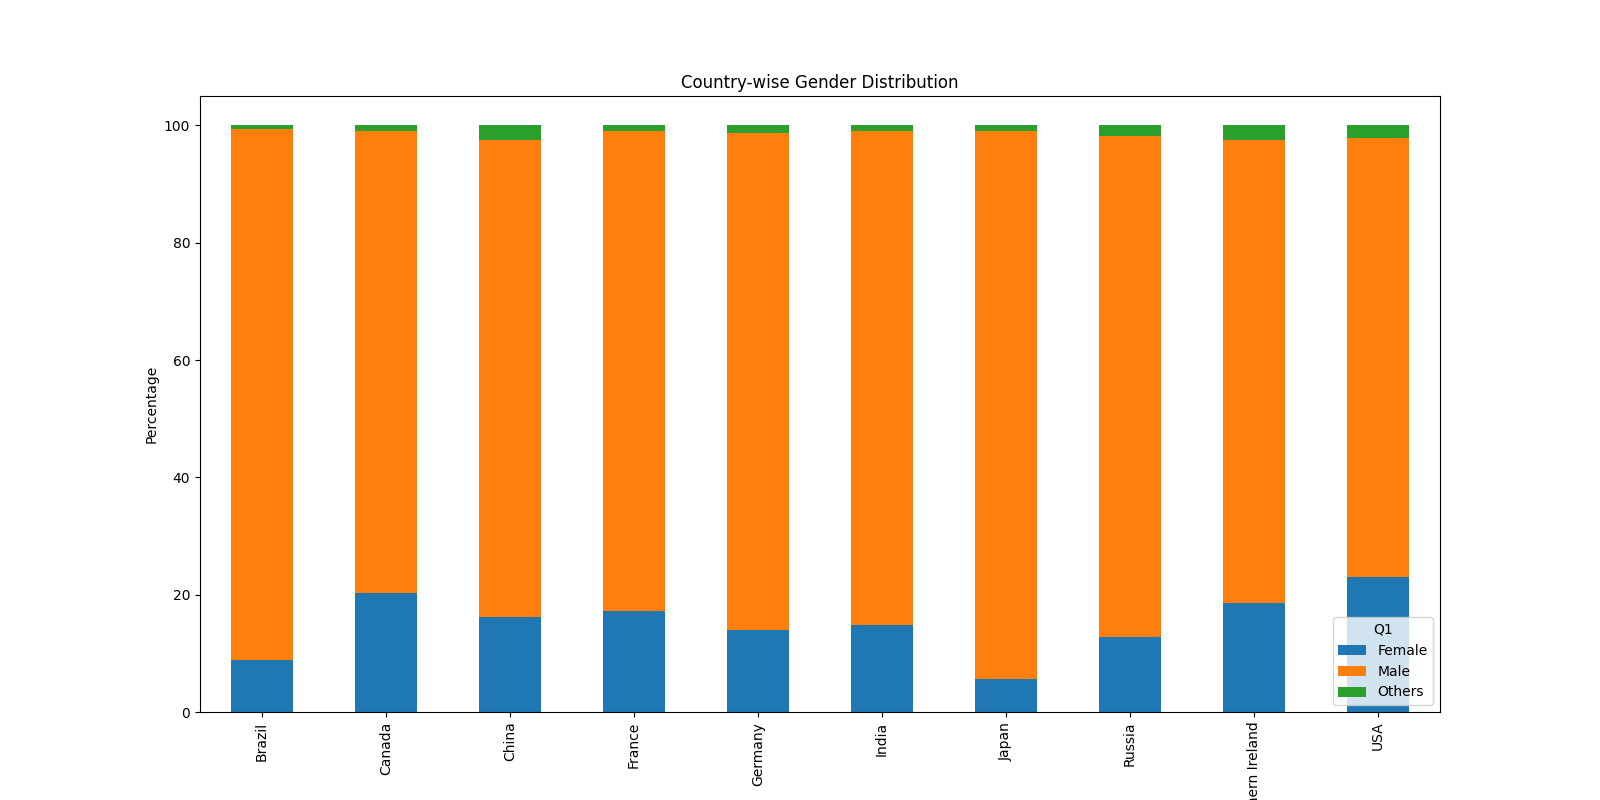 Country-wise Gender Distribution
Percentage
100
80
60
40
20
0
Q1
Female
Male
Others
Brazil
Canada
China
France
Germany
India
Japan
Russia
hern Ireland
USA